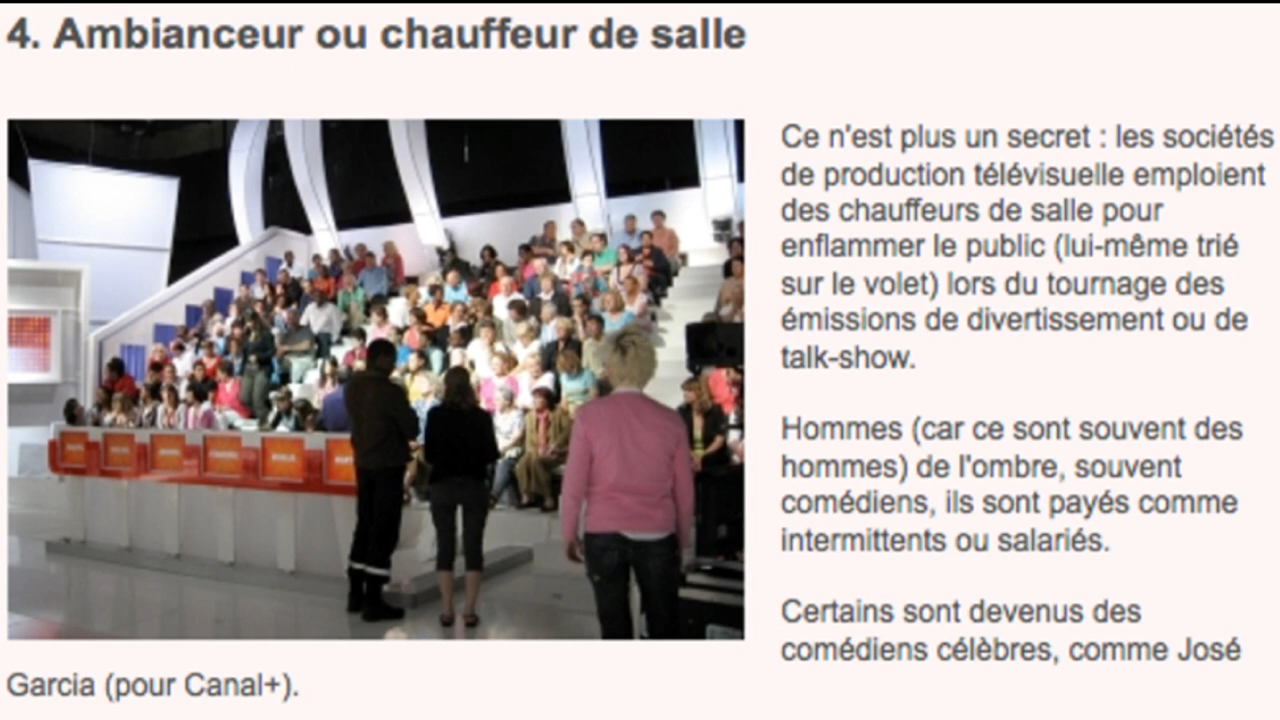 4. Ambianceur ou chauffeur de salle
Ce n'est plus un secret : les sociétés
de production télévisuelle emploient
des chauffeurs de salle pour
enflammer le public (lui-même trié
sur le volet) lors du tournage des
émissions de divertissement ou de
talk-show.
Hommes (car ce sont souvent des
hommes) de l'ombre, souvent
comédiens, ils sont payés comme
intermittents ou salariés.
Certains sont devenus des
comédiens célèbres, comme José
Garcia (pour Canal+).